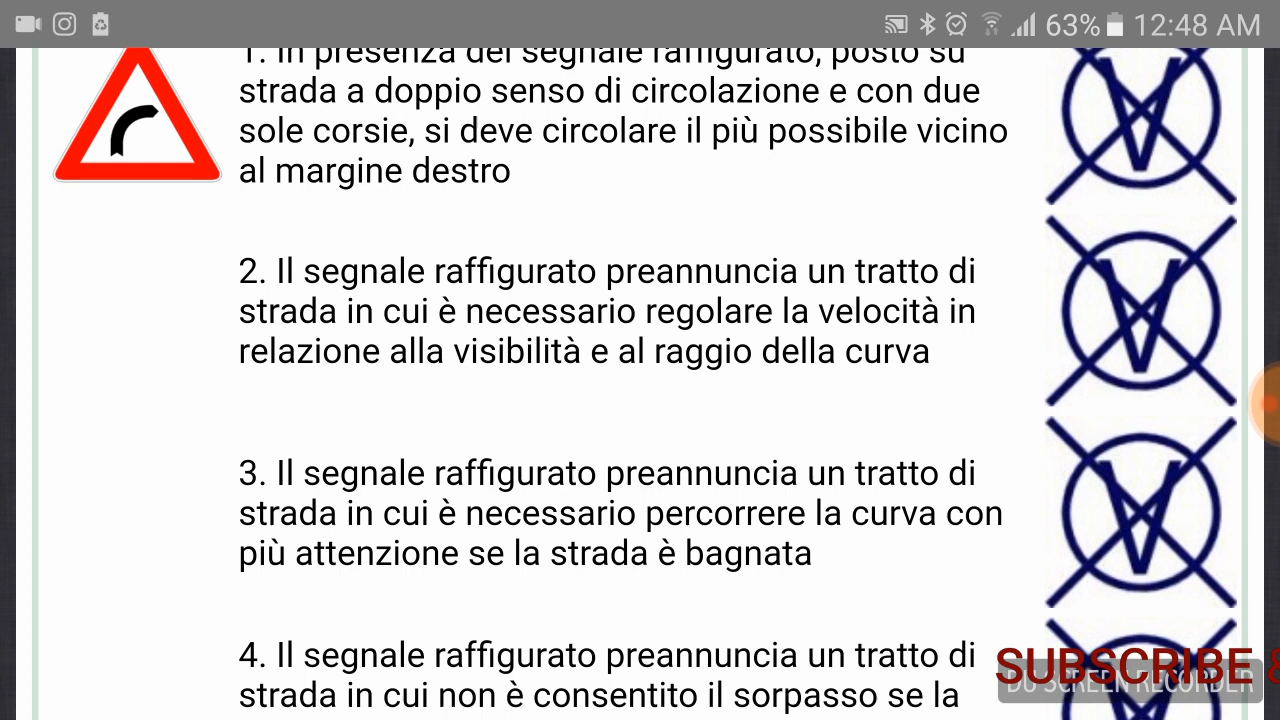 63% 12:48 AM
1. In presenza del segnale raffigurato, posto su
strada a doppio senso di circolazione e con due
sole corsie, si deve circolare il più possibile vicino
al margine destro
V
2. Il segnale raffigurato preannuncia un tratto di
strada in cui è necessario regolare la velocità in
relazione alla visibilità e al raggio della curva
V
3. Il segnale raffigurato preannuncia un tratto di
strada in cui è necessario percorrere la curva con
più attenzione se la strada è bagnata
V
4. Il segnale raffigurato preannuncia un tratto di
strada in cui non è consentito il sorpasso se la
V
SUBSCRIBE &
DU SCREEN RECORDER